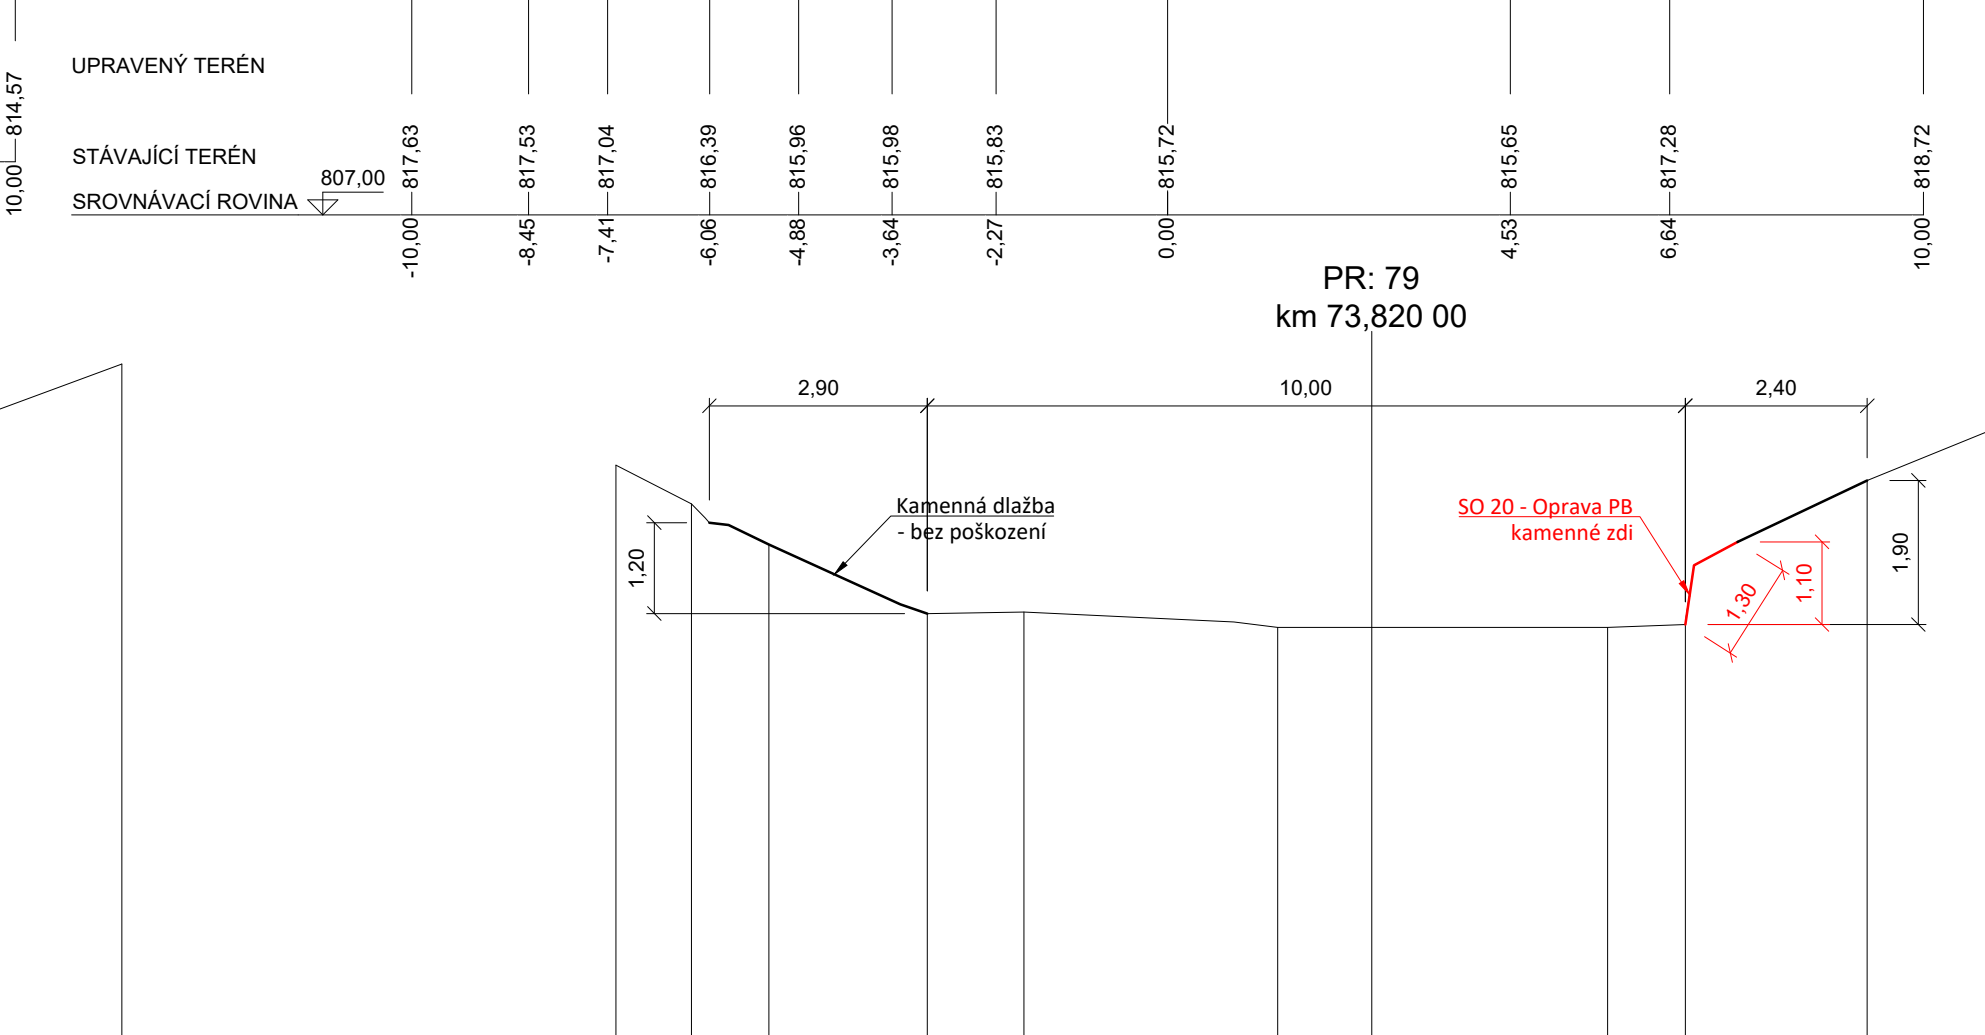 10,00 814,57
UPRAVENÝ TERÉN
STÁVAJÍCÍ TERÉN
817,63 817,53 817,04 816,39 815,96 815,98 815,83 815,72 815,65 817,28 818,72
807,00
SROVNÁVACÍ ROVINA
-10,00 -8,45 -7,41 -6,06 -4,88 -3,64 -2,27 0,00 4,53 6,64 10,00
PR: 79
km 73,820 00
2,90 10,00 2,40
Kamenná dlažba
- bez poškození
SO 20 - Oprava PB
kamenné zdi
1,20
1,30
1,10
1,90